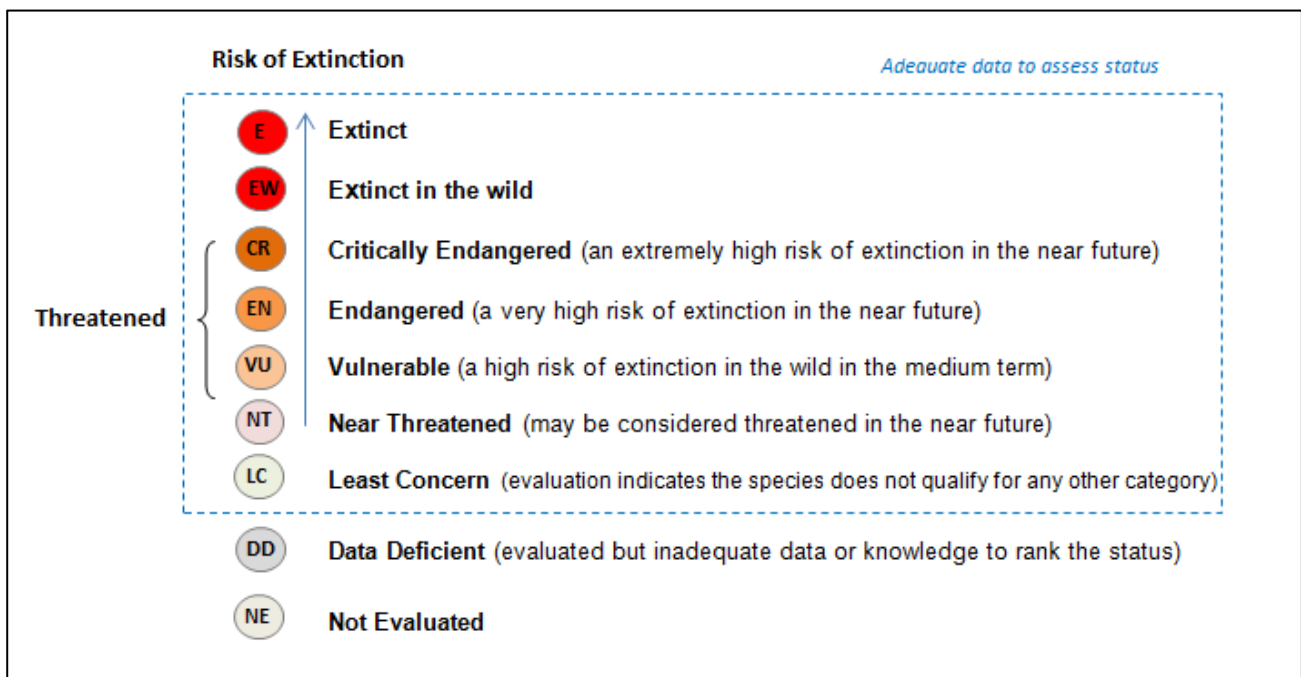 Risk of Extinction
Adeauate data to assess status
E Extinct
EW Extinct in the wild
CR Critically Endangered (an extremely high risk of extinction in the near future)
EN Endangered (a very high risk of extinction in the near future)
Threatened
VU Vulnerable (a high risk of extinction in the wild in the medium term)
NT Near Threatened (may be considered threatened in the near future)
LC Least Concern (evaluation indicates the species does not qualify for any other category)
DD Data Deficient (evaluated but inadequate data or knowledge to rank the status)
NE Not Evaluated